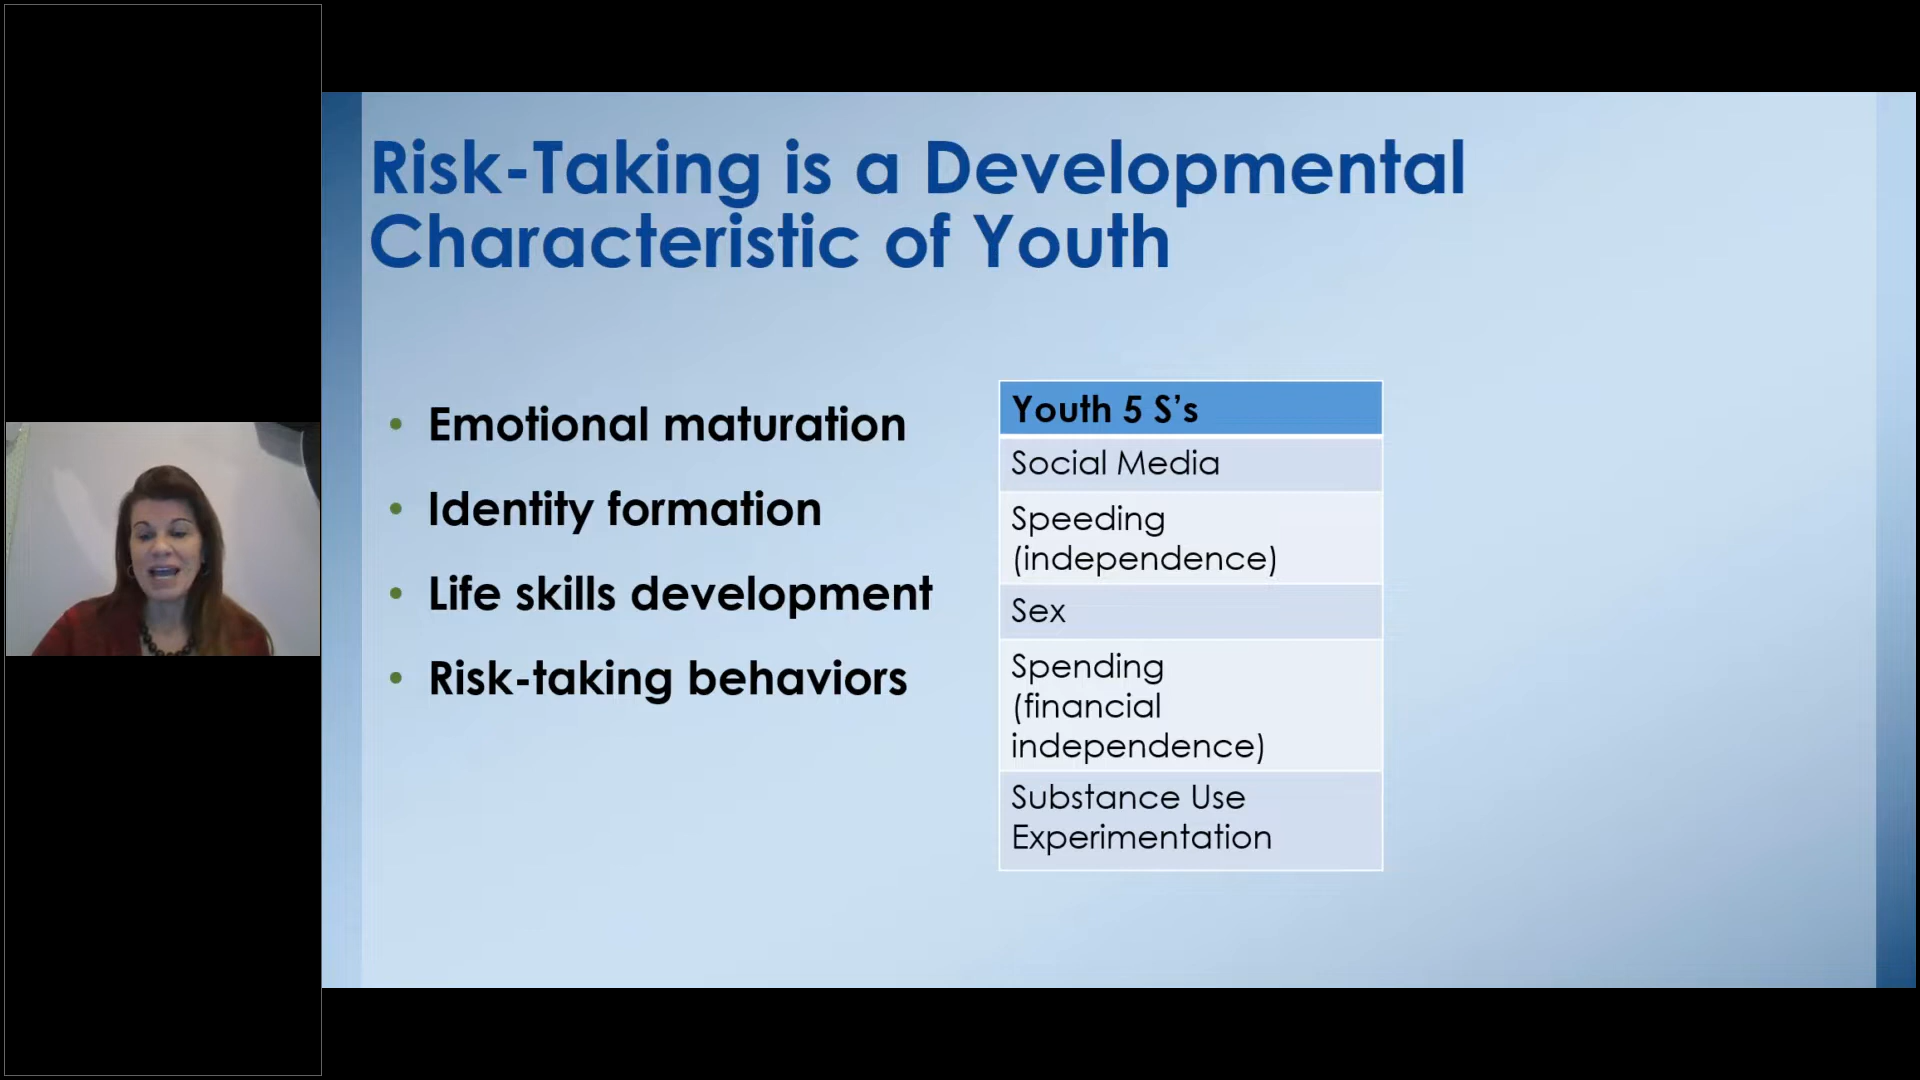 Risk-Taking is a Developmental
Characteristic of Youth
• Emotional maturation
• Identity formation
• Life skills development
• Risk-taking behaviors
Youth 5 S’s
Social Media
Speeding
(independence)
Sex
Spending
(financial
independence)
Substance Use
Experimentation